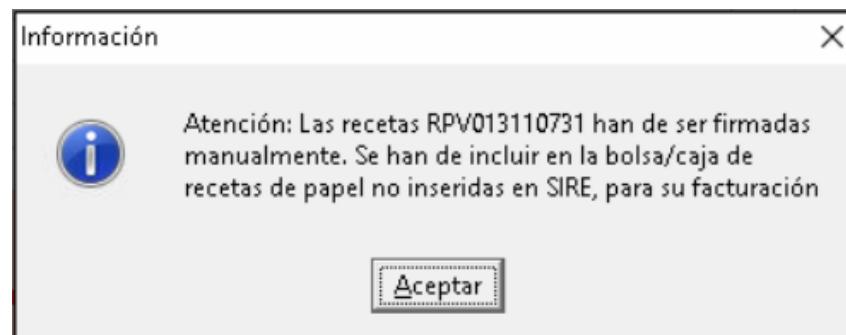 Información
Atención: Las recetas RPV013110731 han de ser firmadas
manualmente. Se han de incluir en la bolsa/caja de
recetas de papel no inseridas en SIRE, para su facturación
Aceptar